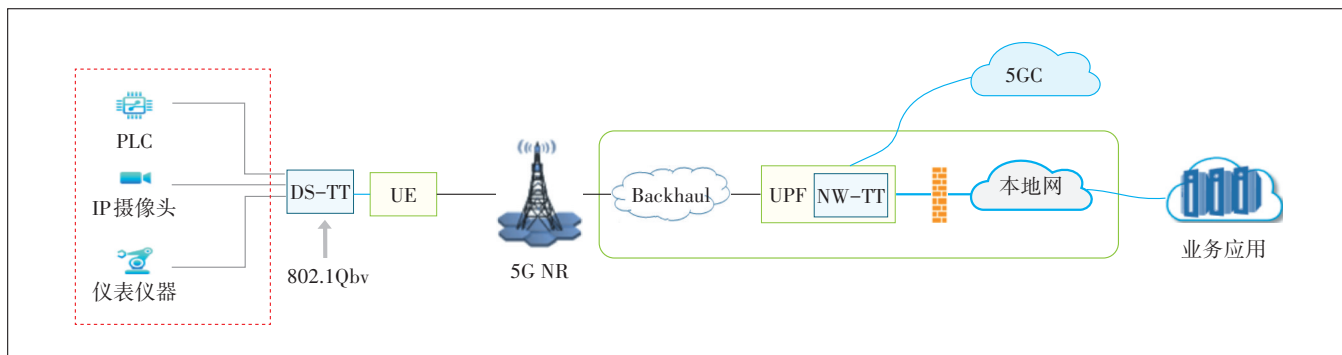 PLC
IP摄像头
仪表仪器
DS-TT
802.1Qbv
UE
5G NR
Backhaul
UPF
NW-TT
5GC
本地网
业务应用